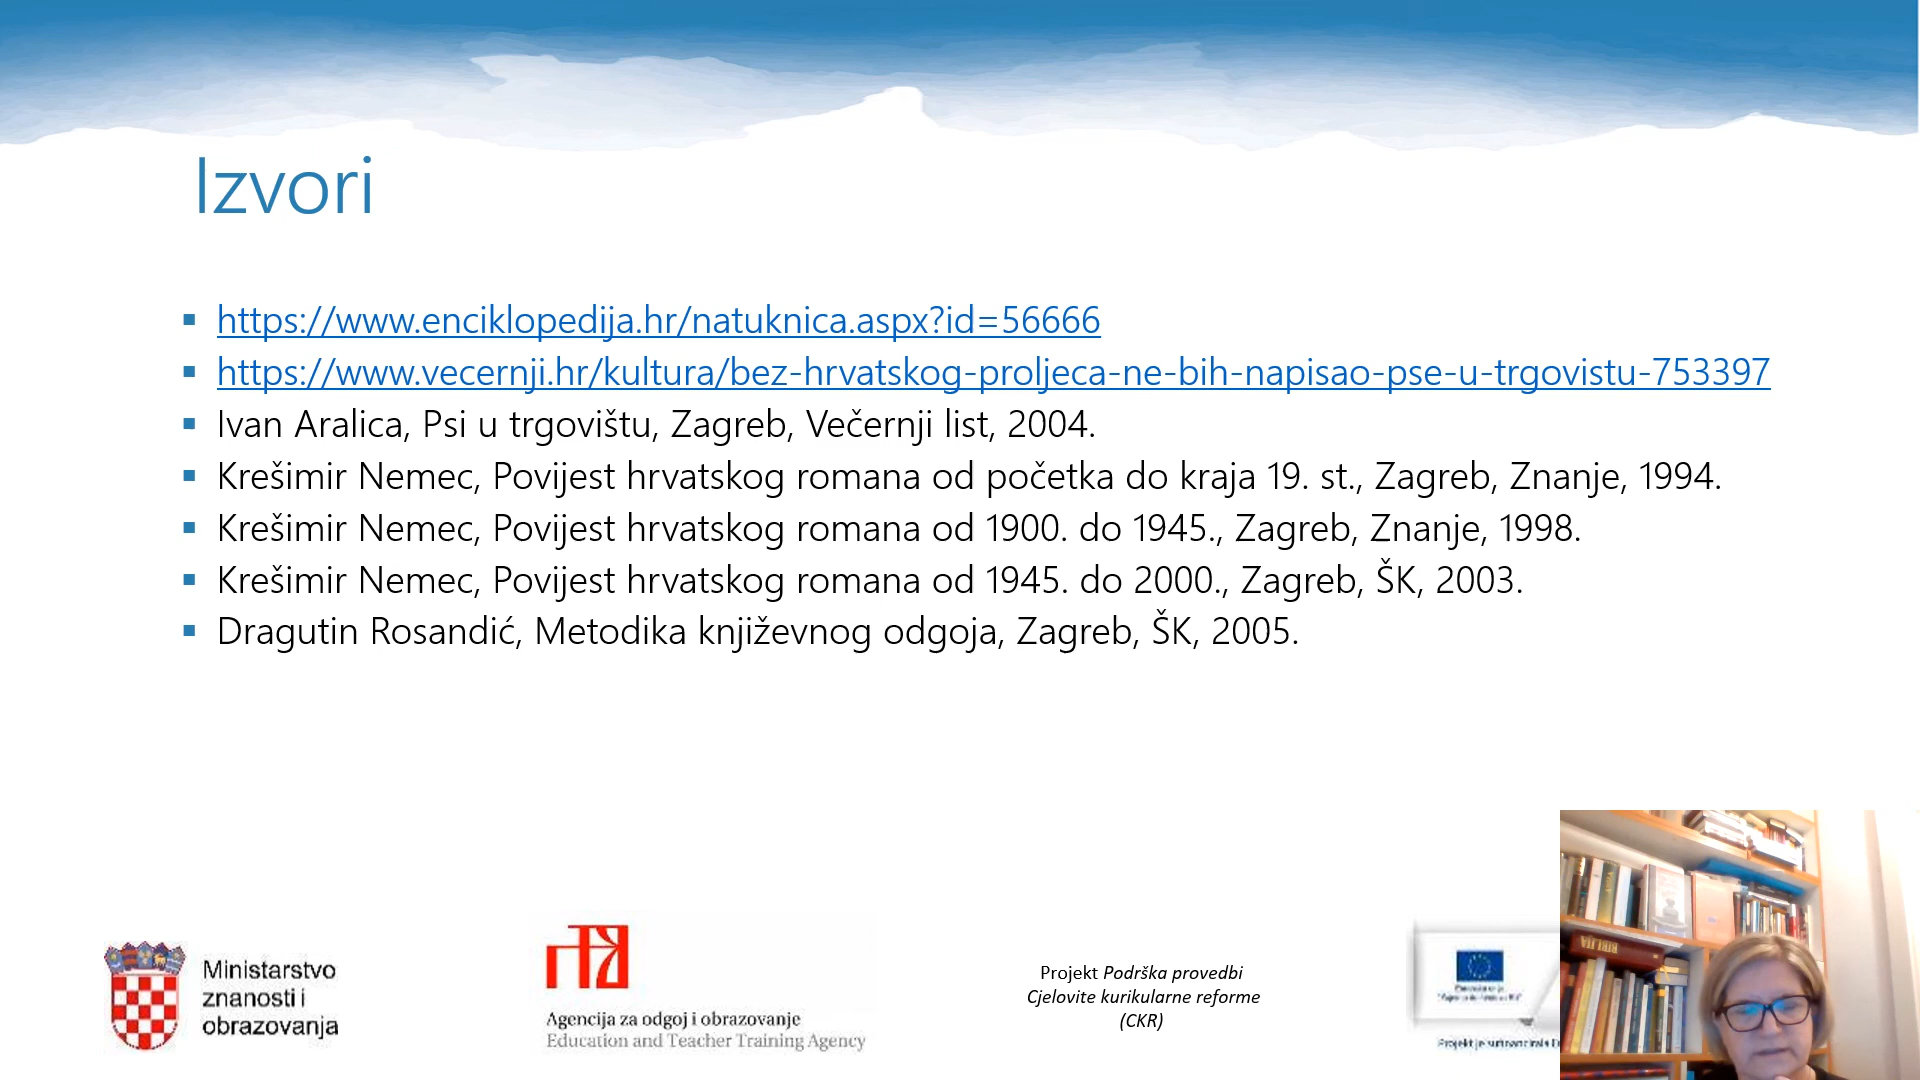 Izvori
https://www.enciklopedija.hr/natuknica.aspx?id=56666
https://www.vecernji.hr/kultura/bez-hrvatskog-proljeca-ne-bih-napisao-pse-u-trgovistu-753397
Ivan Aralica, Psi u trgovištu, Zagreb, Večernji list, 2004.
Krešimir Nemec, Povijest hrvatskog romana od početka do kraja 19. st., Zagreb, Znanje, 1994.
Krešimir Nemec, Povijest hrvatskog romana od 1900. do 1945., Zagreb, Znanje, 1998.
Krešimir Nemec, Povijest hrvatskog romana od 1945. do 2000., Zagreb, ŠK, 2003.
Dragutin Rosandić, Metodika književnog odgoja, Zagreb, ŠK, 2005.
Ministarstvo
znanosti i
obrazovanja
Agencija za odgoj i obrazovanje
Education and Teacher Training Agency
Projekt Podrška provedbi
Cjelovite kurikularne reforme
(CKR)
Projekt je sufinancirala
BIBLIJA